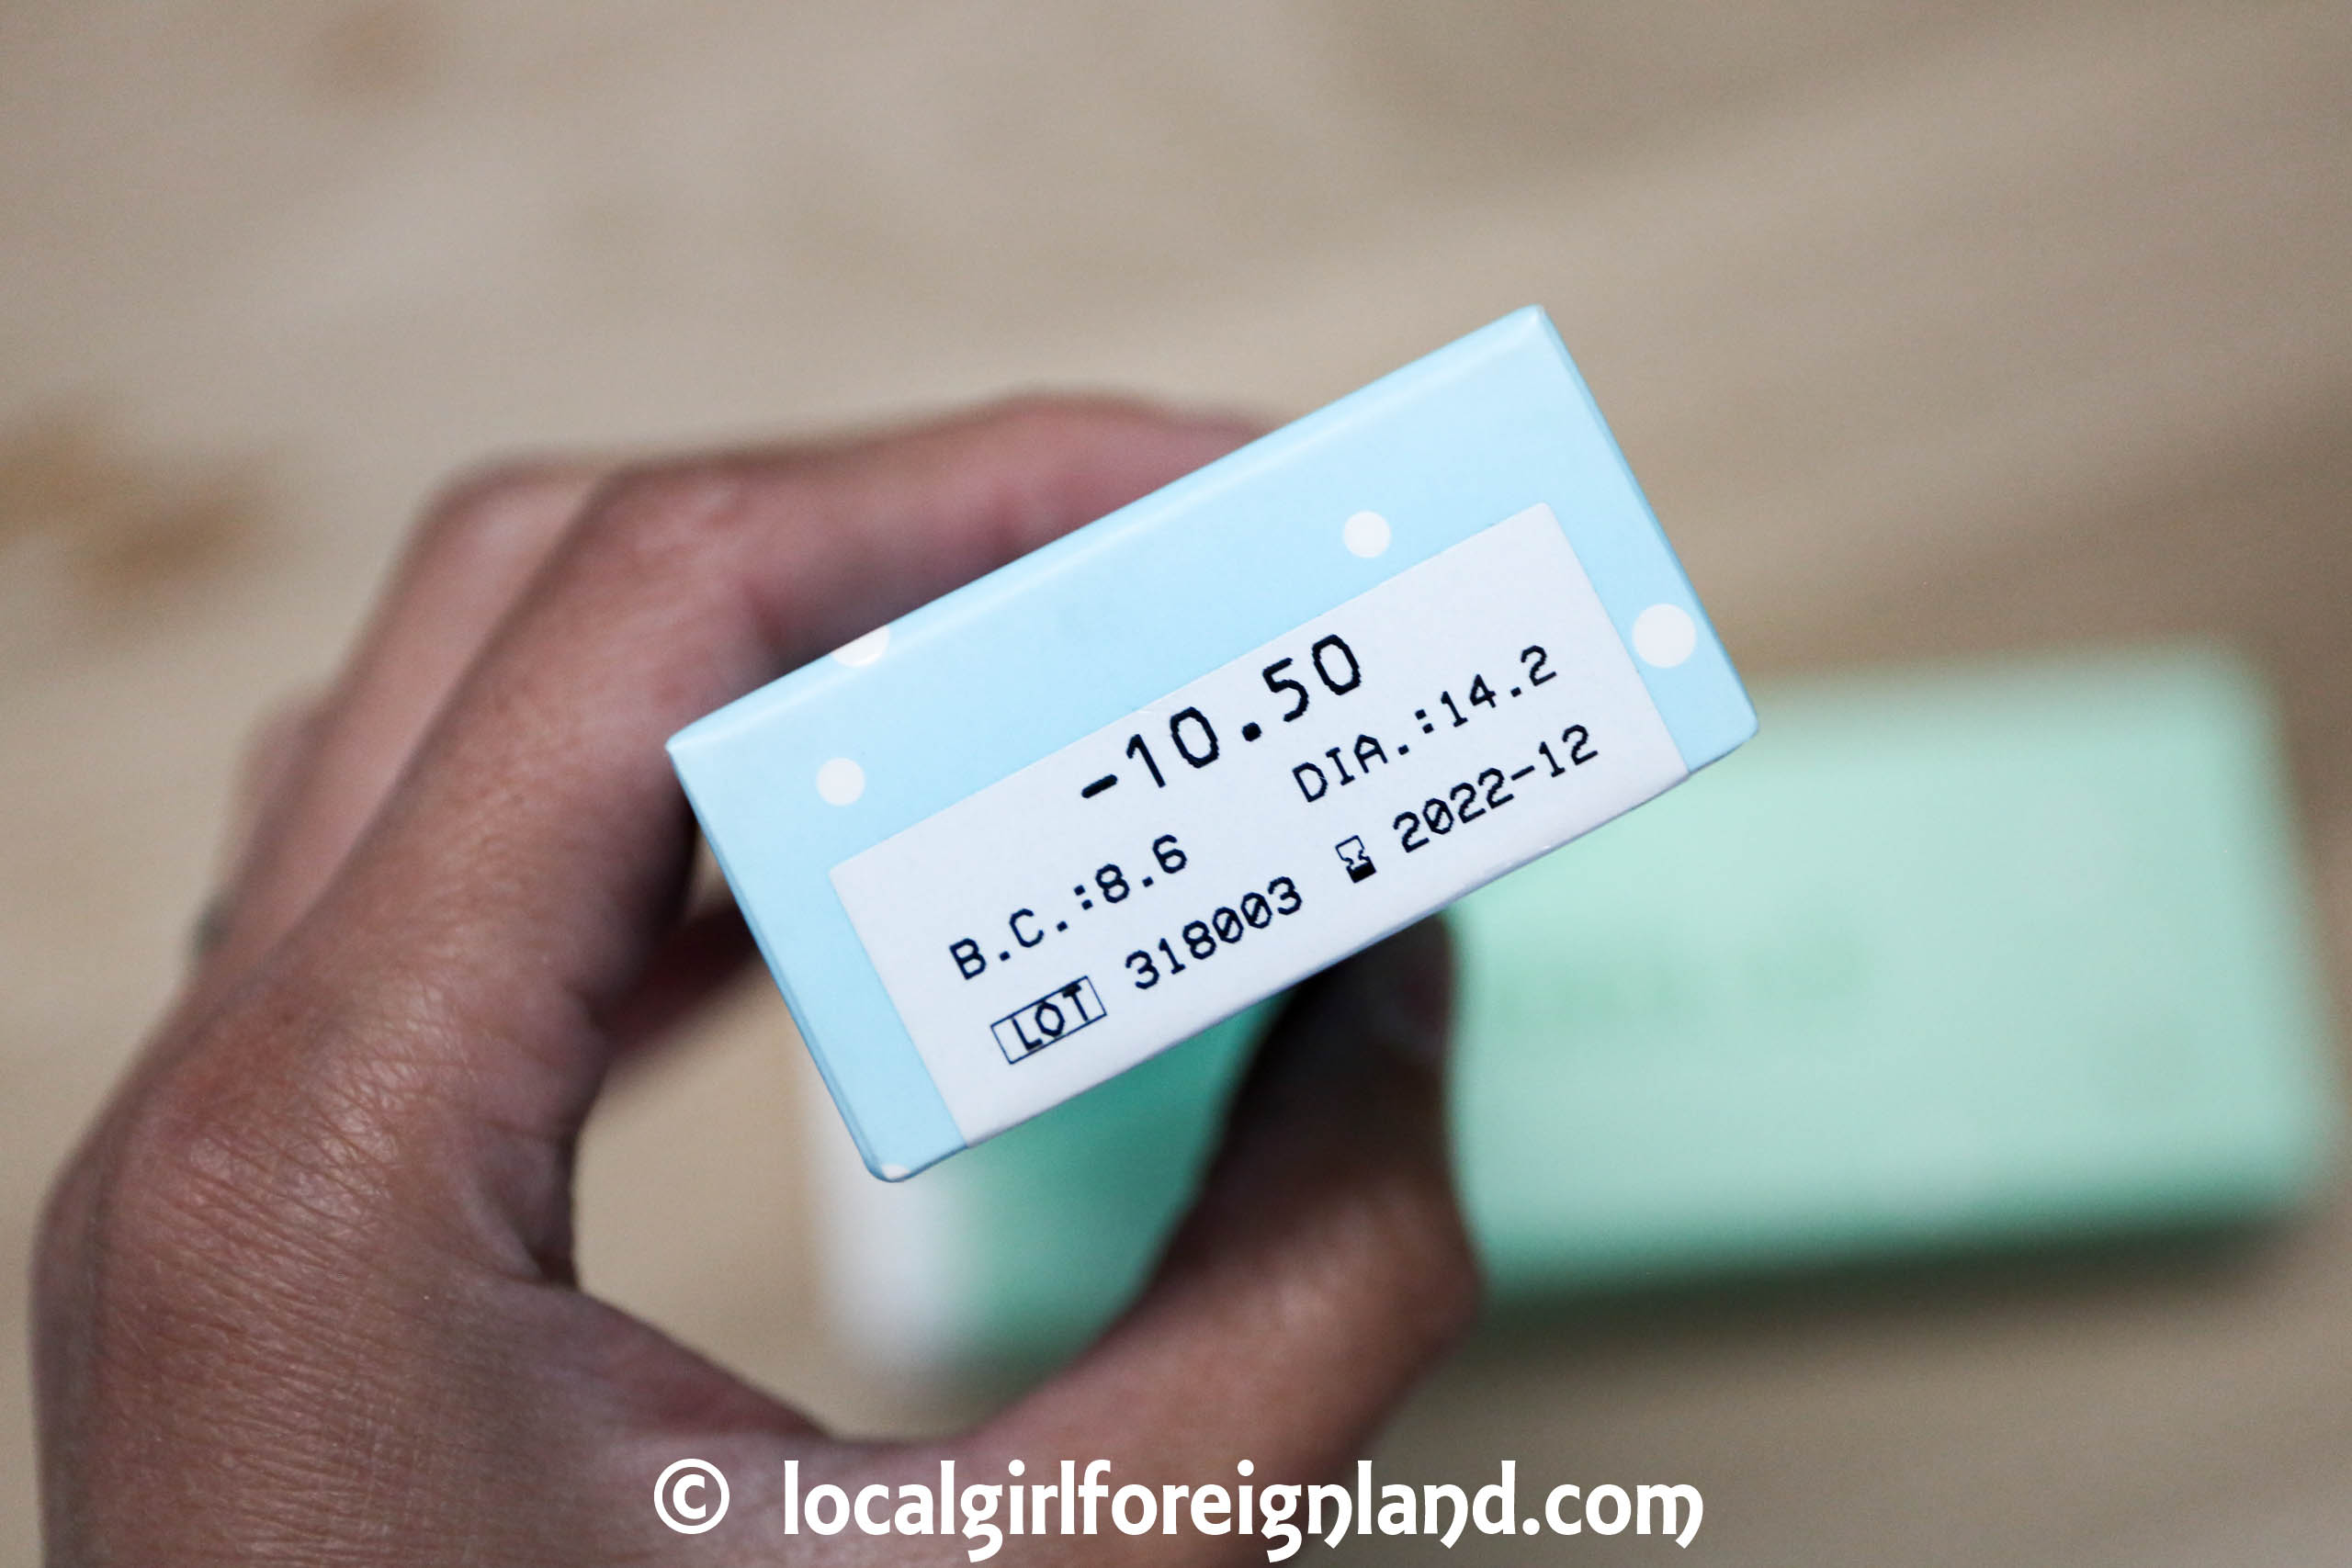 -10.50
B.C.:8.6 DIA.:14.2
LOT 318003 2022-12
© localgirlforeignland.com